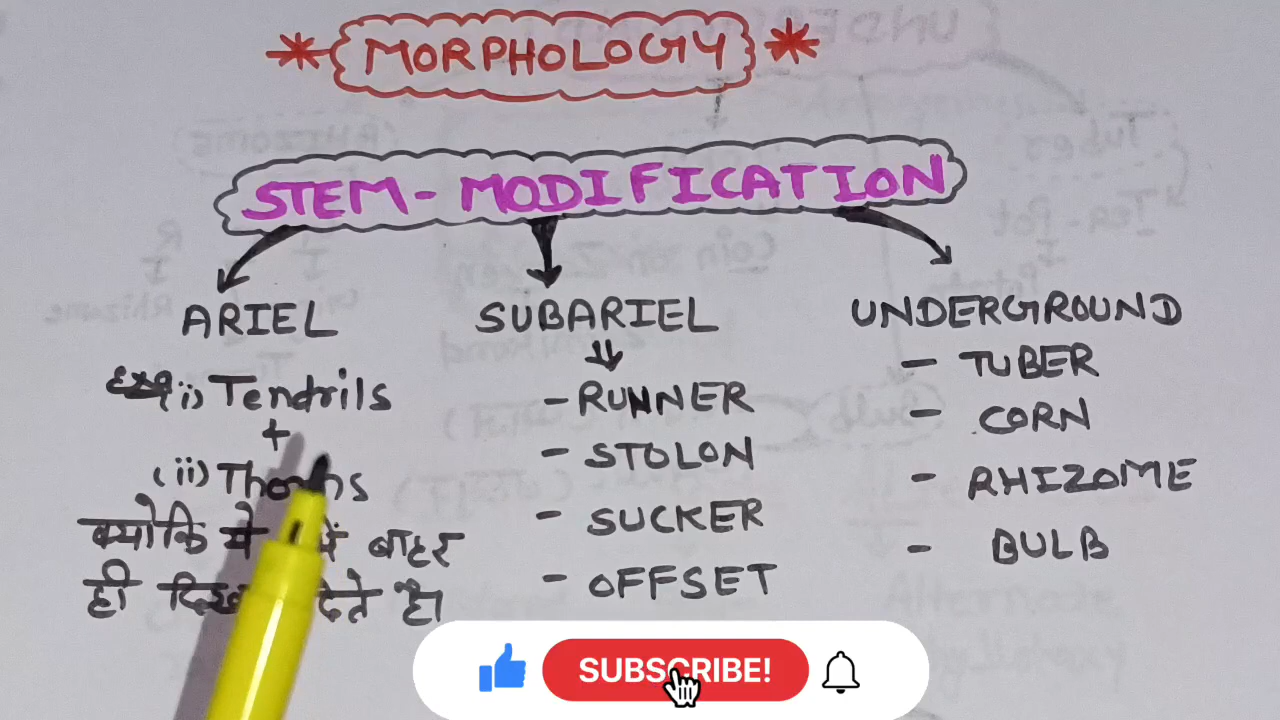 MORPHOLOGY
STEM-MODIFICATION
ARIEL
Exa(i) Tendrils
+
(ii) Thorns
क्योकि ये बाहर
ही देते है।
SUBARIEL
- RUNNER
- STOLON
- SUCKER
- OFFSET
UNDERGROUND
- TUBER
- CORN
- RHIZOME
- BULB
SUBSCRIBE!